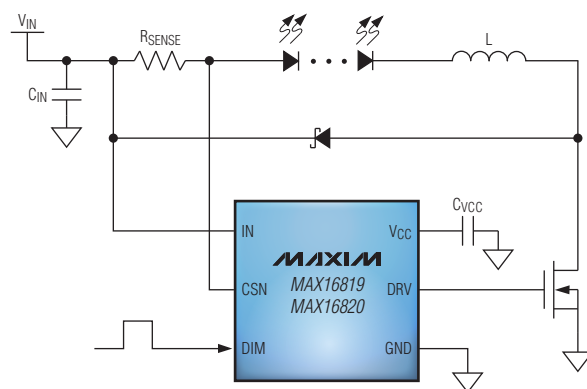 VIN
RSENSE
L
CIN
IN
VCC
CVCC
MAXIM
CSN
MAX16819
MAX16820
DRV
DIM
GND